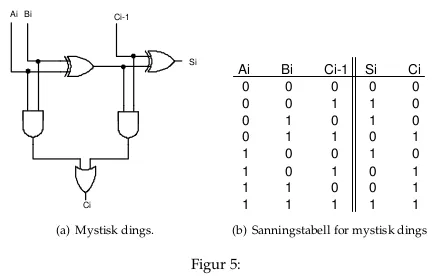 Ai Bi Ci-1
Si
Ci
Ai Bi Ci-1 Si Ci
0 0 0 0 0
0 0 1 1 0
0 1 0 1 0
0 1 1 0 1
1 0 0 1 0
1 0 1 0 1
1 1 0 0 1
1 1 1 1 1
(a) Mystisk dings.
(b) Sanningstabell for mystisk dings
Figur 5: